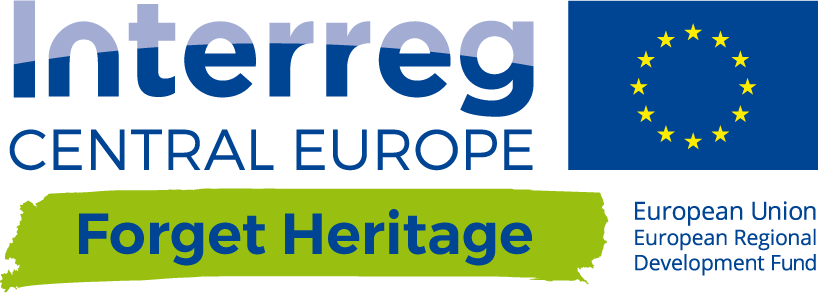 Interreg
CENTRAL EUROPE
Forget Heritage
European Union
European Regional
Development Fund